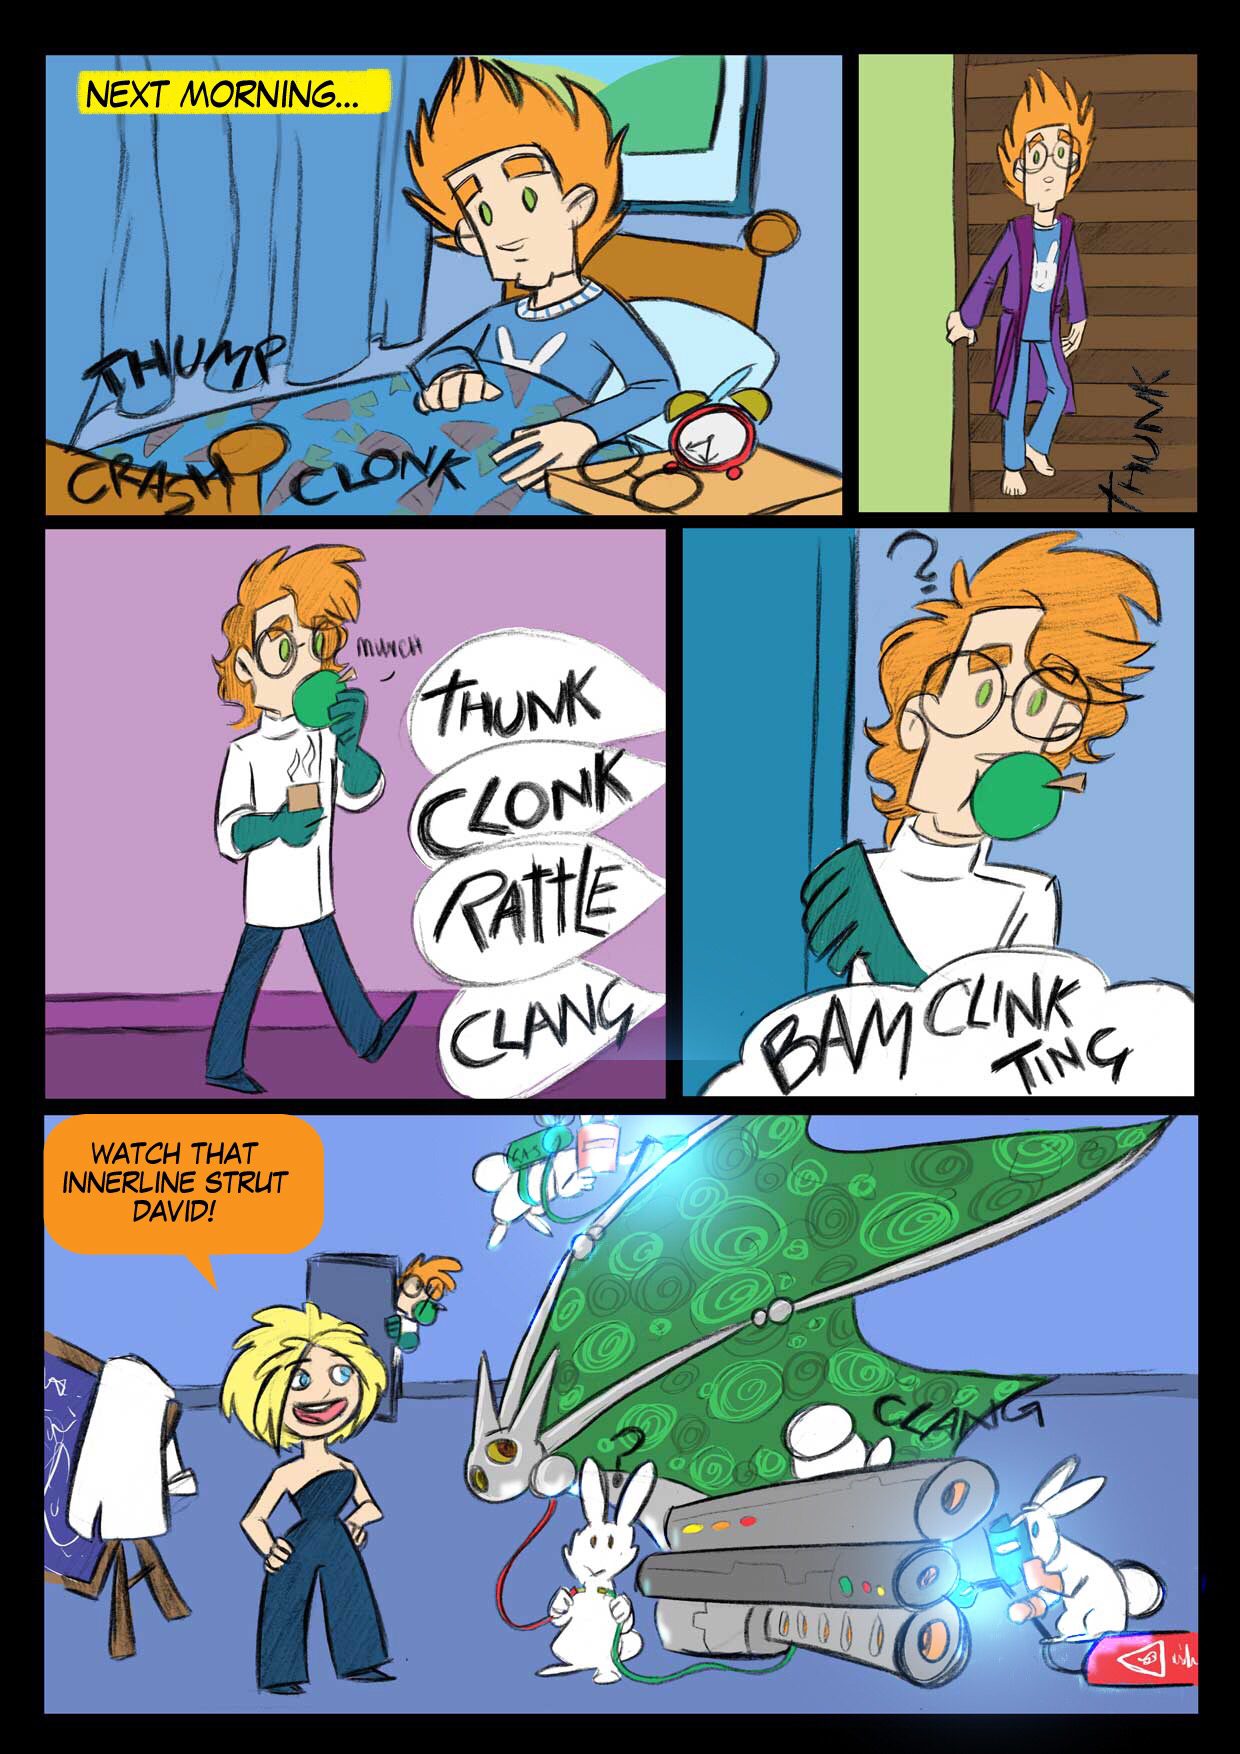 NEXT MORNING...
THUMP
CRASH
CLONK
THUNK
MUNCH
THUNK
CLONK
RATTLE
CLANG
?
BAM CLINK
TING
WATCH THAT
INNERLINE STRUT
DAVID!
GAS
CLANG
?